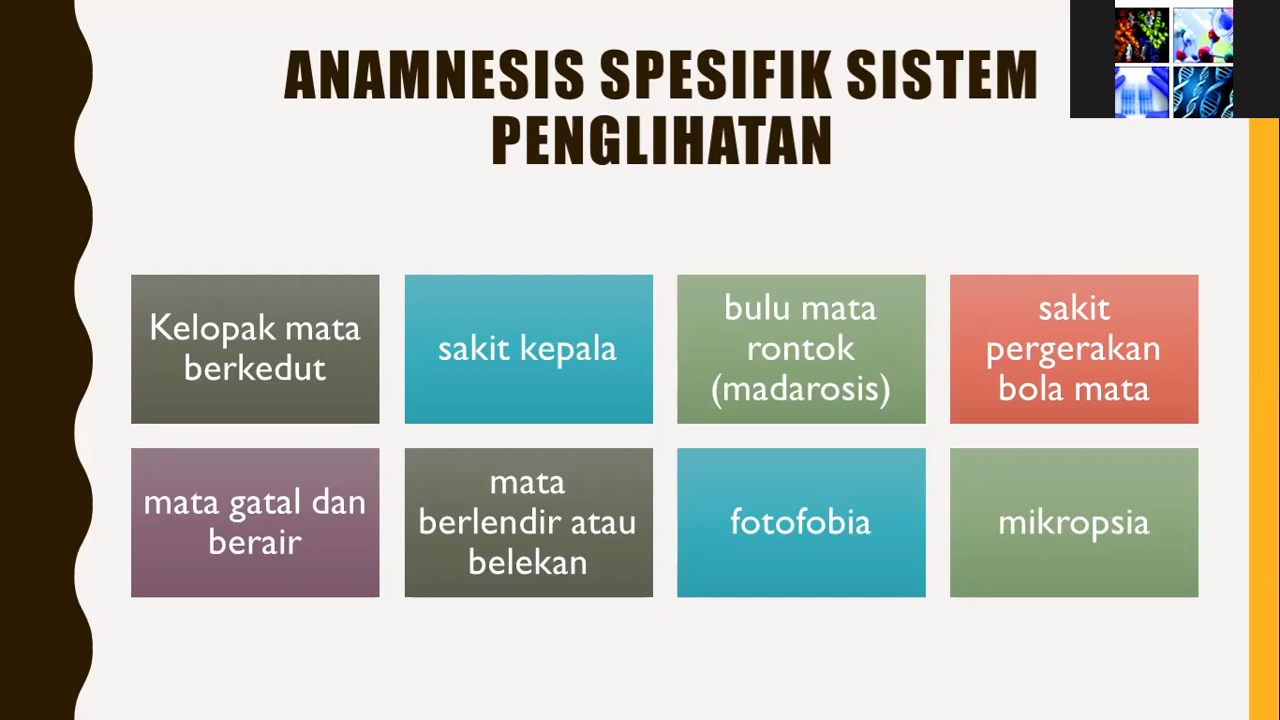 ANAMNESIS SPESIFIK SISTEM
PENGLIHATAN
Kelopak mata
berkedut
sakit kepala
bulu mata
rontok
(madarosis)
sakit
pergerakan
bola mata
mata gatal dan
berair
mata
berlendir atau
belekan
fotofobia
mikropsia